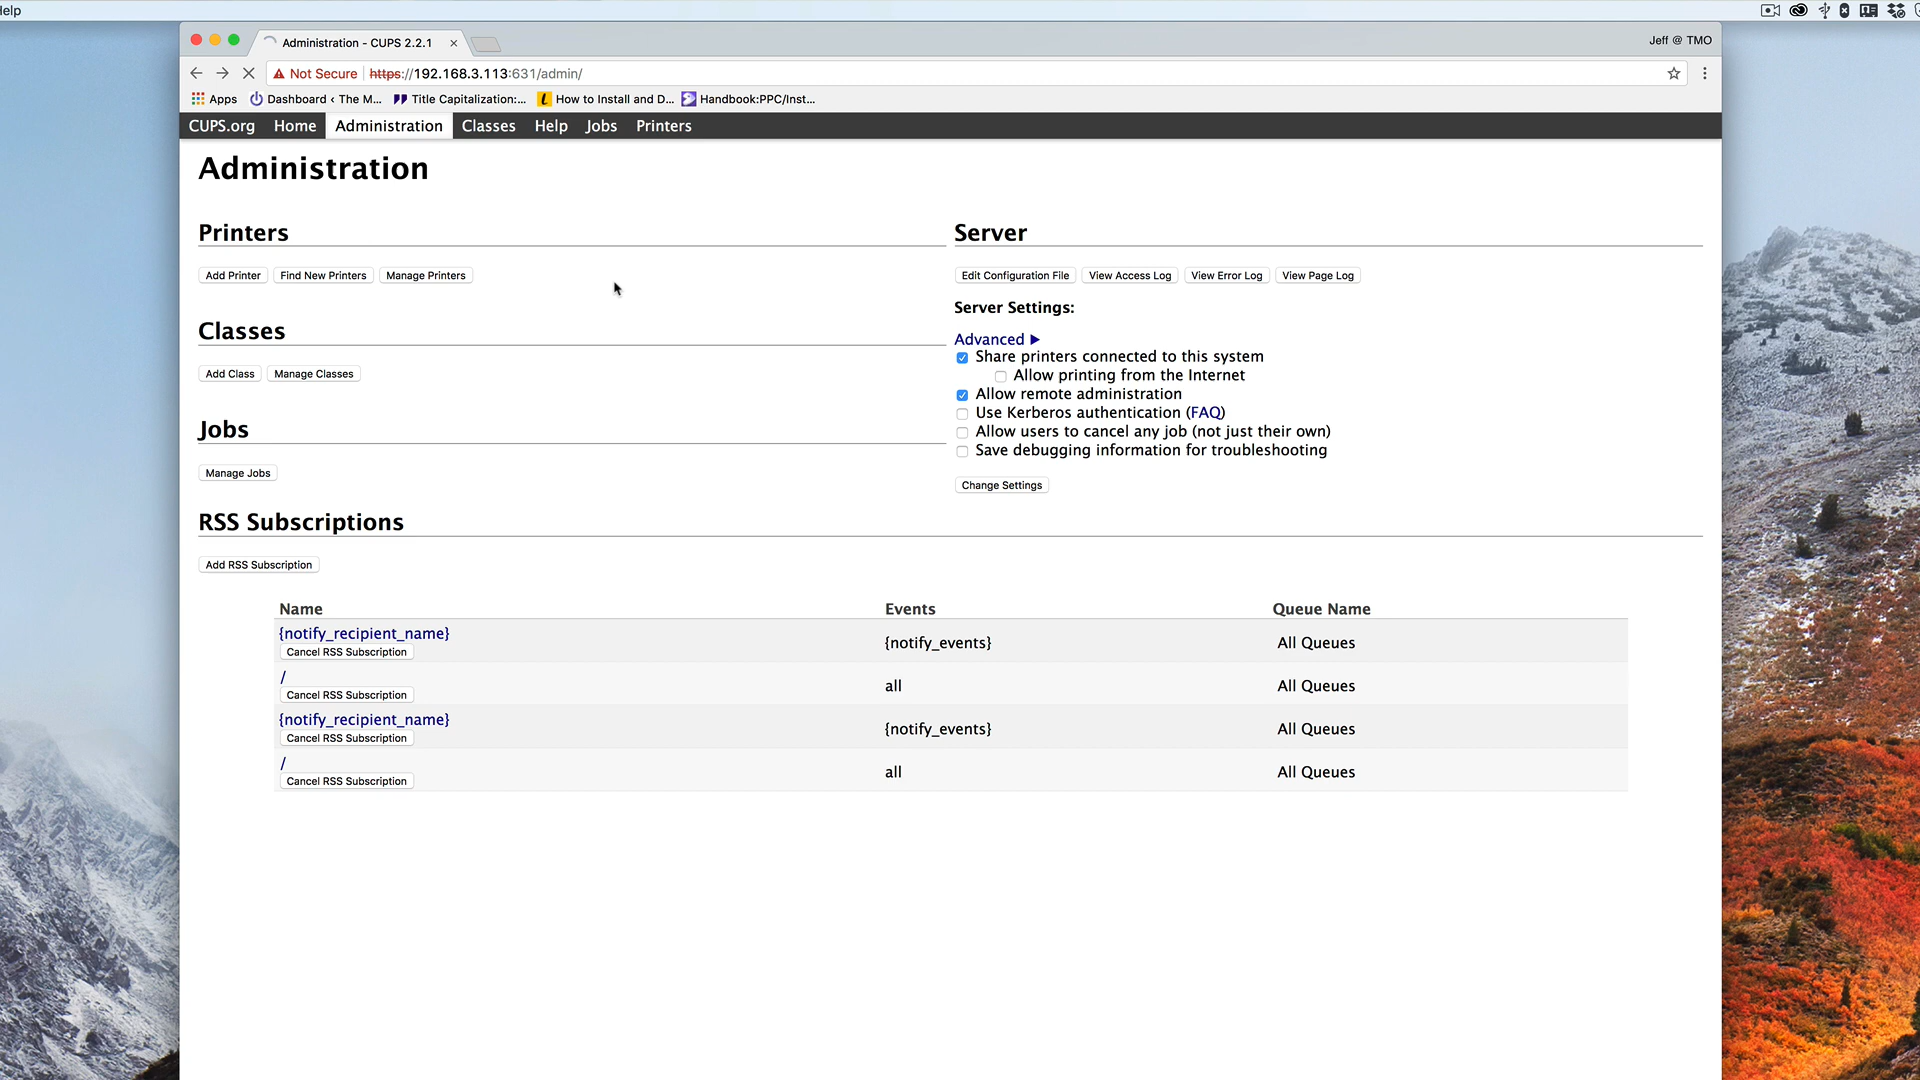 Help
Administration - CUPS 2.2.1
Jeff @ TMO
Not Secure https://192.168.3.113:631/admin/
Apps Dashboard ‹ The M... Title Capitalization:... How to Install and D... Handbook:PPC/Inst...
CUPS.org Home Administration Classes Help Jobs Printers
Administration
Printers
Add Printer Find New Printers Manage Printers
Classes
Add Class Manage Classes
Jobs
Manage Jobs
Server
Edit Configuration File View Access Log View Error Log View Page Log
Server Settings:
Advanced ▶
Share printers connected to this system
Allow printing from the Internet
Allow remote administration
Use Kerberos authentication (FAQ)
Allow users to cancel any job (not just their own)
Save debugging information for troubleshooting
Change Settings
RSS Subscriptions
Add RSS Subscription
Name Events Queue Name
{notify_recipient_name}
Cancel RSS Subscription
{notify_events} All Queues
/
Cancel RSS Subscription
all All Queues
{notify_recipient_name}
Cancel RSS Subscription
{notify_events} All Queues
/
Cancel RSS Subscription
all All Queues